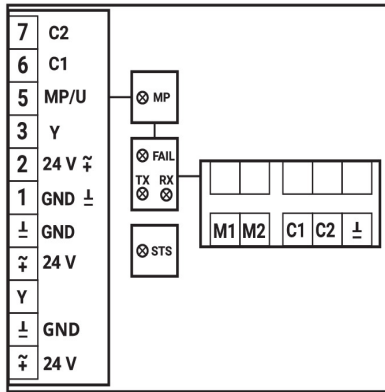 7 C2
6 C1
5 MP/U
3 Y
2 24 V ~+
1 GND ⊥
⊥ GND
~+ 24 V
Y
⊥ GND
~+ 24 V
MP
FAIL
TX RX
STS
M1 M2 C1 C2 ⊥